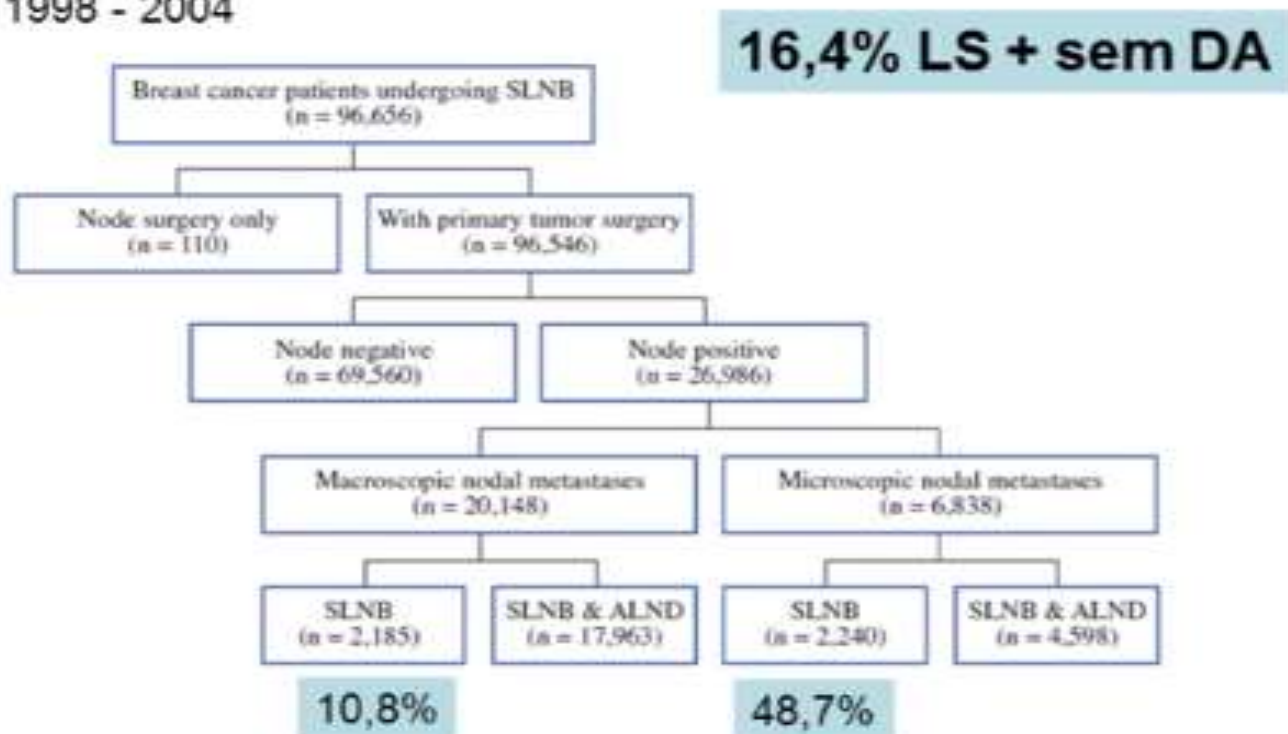 1998 - 2004
16,4% LS + sem DA
Breast cancer patients undergoing SLNB
(n = 96,656)
Node surgery only
(n = 110)
With primary tumor surgery
(n = 96,546)
Node negative
(n = 69,560)
Node positive
(n = 26,986)
Macroscopic nodal metastases
(n = 20,148)
Microscopic nodal metastases
(n = 6,838)
SLNB
(n = 2,185)
SLNB & ALND
(n = 17,963)
SLNB
(n = 2,240)
SLNB & ALND
(n = 4,598)
10,8%
48,7%